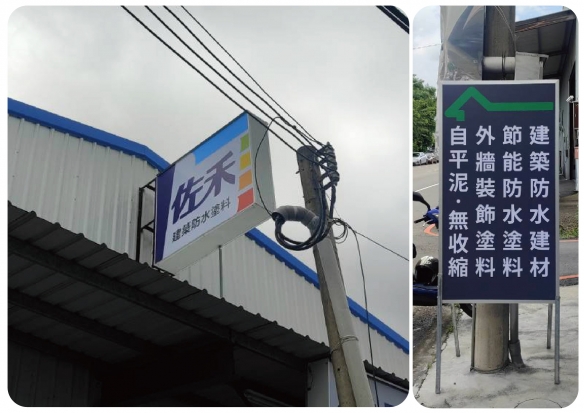 佐禾
建築防水塗料
建築防水建材
節能防水塗料
外牆裝飾塗料
自平泥·無收縮